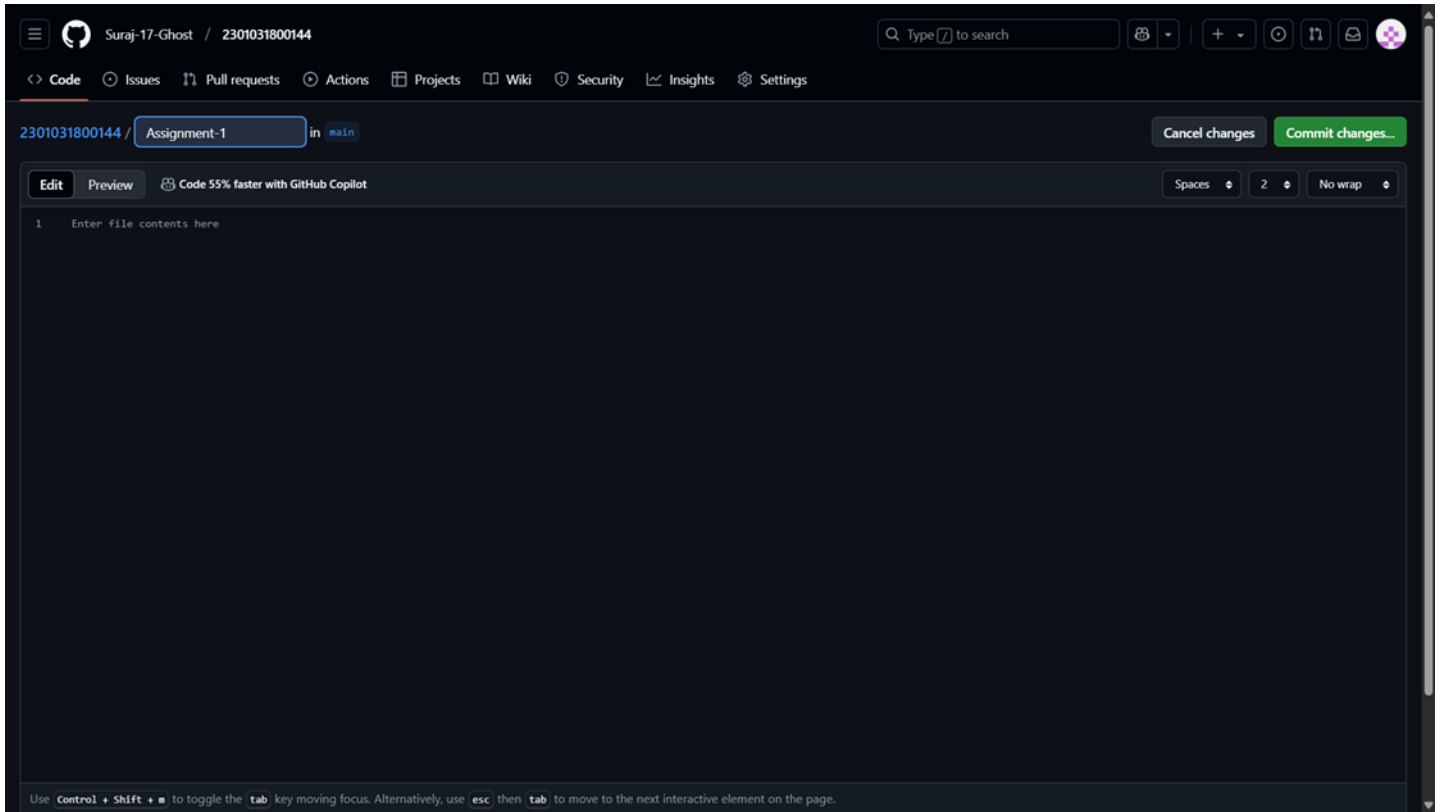 Suraj-17-Ghost / 2301031800144
Type / to search
Code Issues Pull requests Actions Projects Wiki Security Insights Settings
2301031800144 / Assignment-1 in main
Cancel changes Commit changes...
Edit Preview Code 55% faster with GitHub Copilot
Spaces 2 No wrap
1 Enter file contents here
Use Control + Shift + m to toggle the tab key moving focus. Alternatively, use esc then tab to move to the next interactive element on the page.